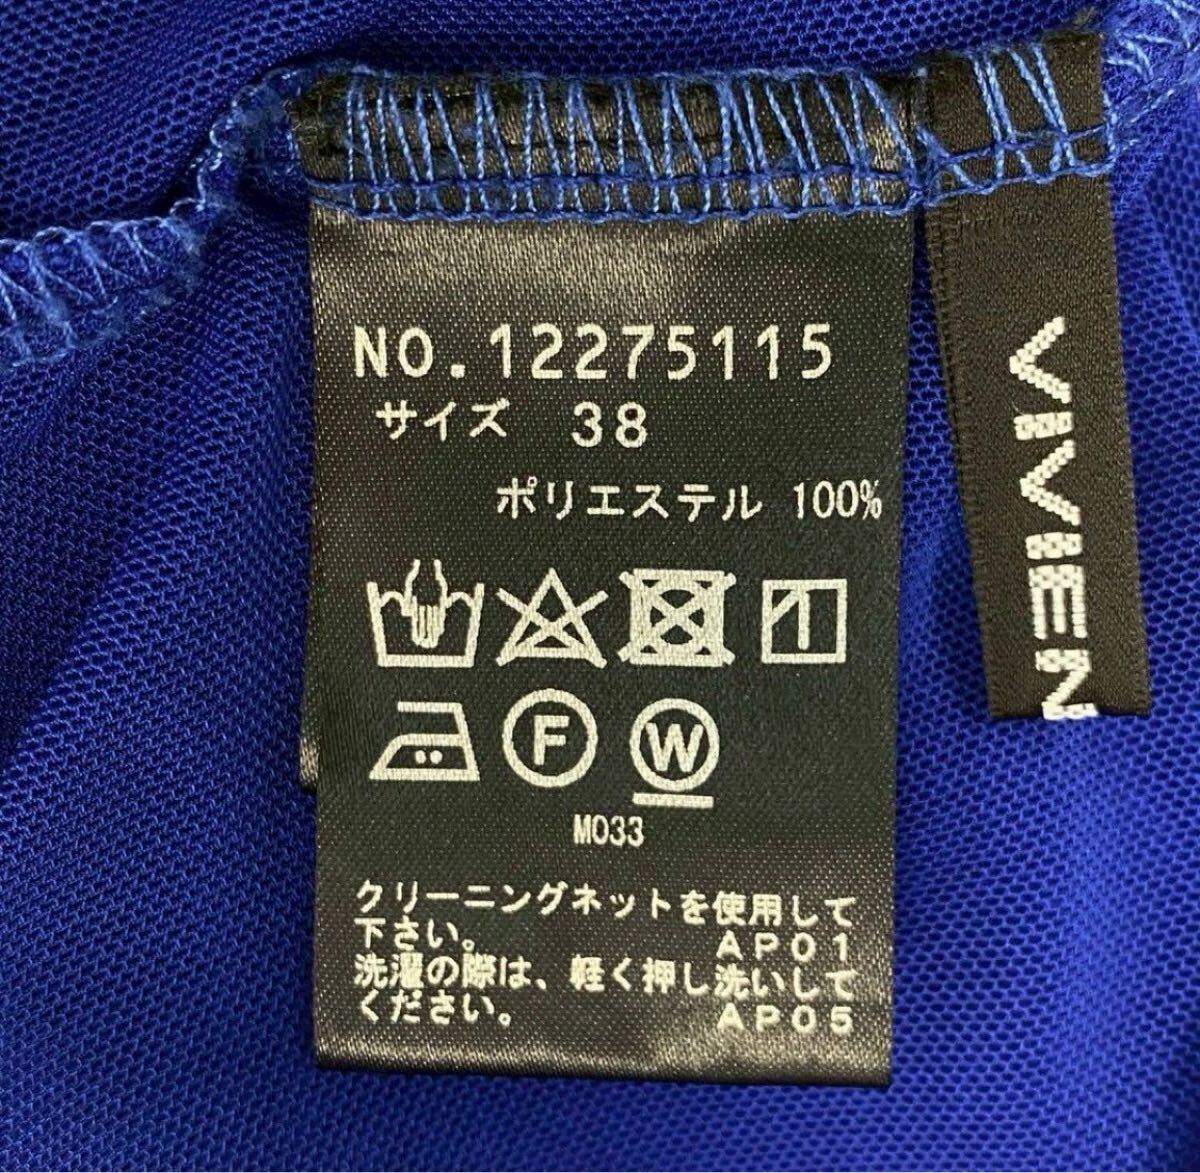 NO.12275115
サイズ 38
ポリエステル 100%
F W
M033
クリーニングネットを使用して
下さい。 AP01
洗濯の際は、軽く押し洗いして
ください。 AP05
VIVIEN